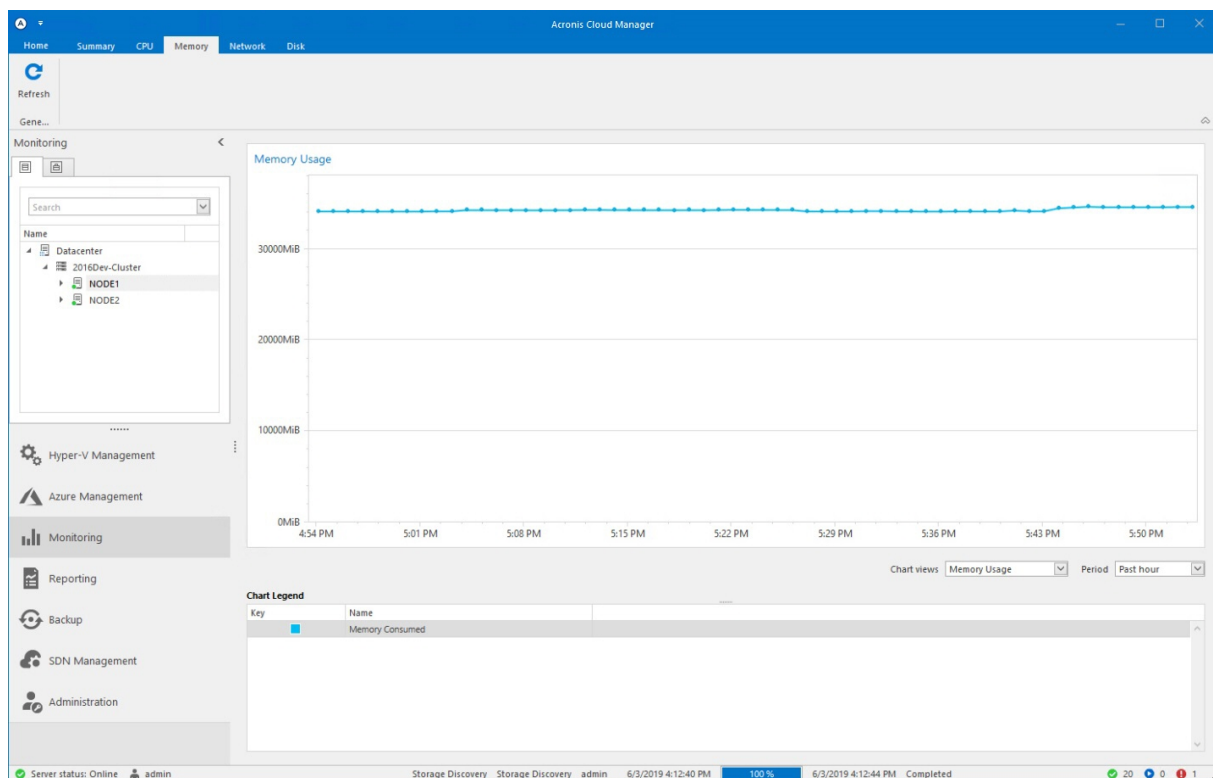 Acronis Cloud Manager
Home Summary CPU Memory Network Disk
Refresh
Gene...
Monitoring
Search
Name
Datacenter
2016Dev-Cluster
NODE1
NODE2
Hyper-V Management
Azure Management
Monitoring
Reporting
Backup
SDN Management
Administration
Memory Usage
30000MiB
20000MiB
10000MiB
0MiB
4:54 PM 5:01 PM 5:08 PM 5:15 PM 5:22 PM 5:29 PM 5:36 PM 5:43 PM 5:50 PM
Chart views Memory Usage Period Past hour
Chart Legend
Key Name
Memory Consumed
Server status: Online admin Storage Discovery Storage Discovery admin 6/3/2019 4:12:40 PM 100 % 6/3/2019 4:12:44 PM Completed 20 0 1